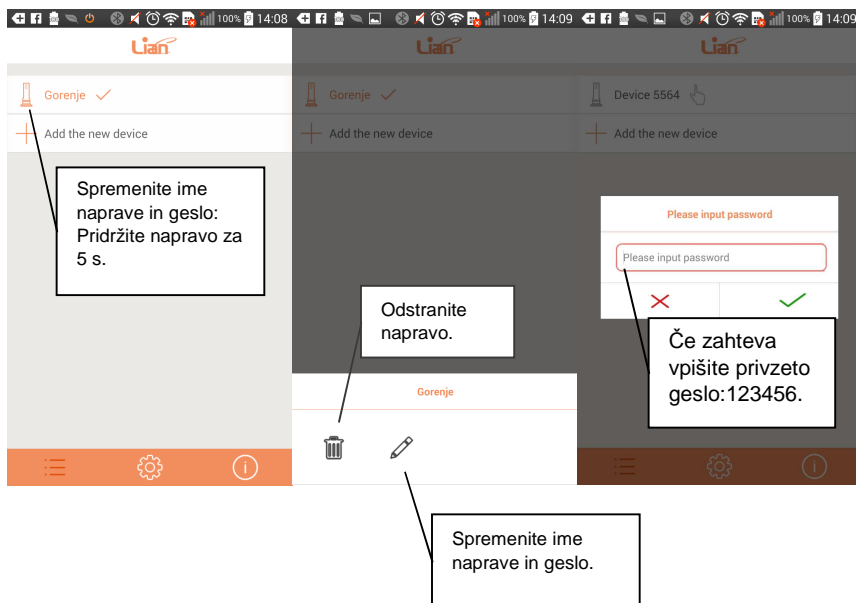 100% 14:08
100% 14:09
100% 14:09
Lian
Lian
Lian
Gorenje
Add the new device
Spremenite ime
naprave in geslo:
Pridržite napravo za
5 s.
Gorenje
Add the new device
Odstranite
napravo.
Gorenje
Spremenite ime
naprave in geslo.
Device 5564
Add the new device
Please input password
Please input password
Če zahteva
vpišite privzeto
geslo:123456.